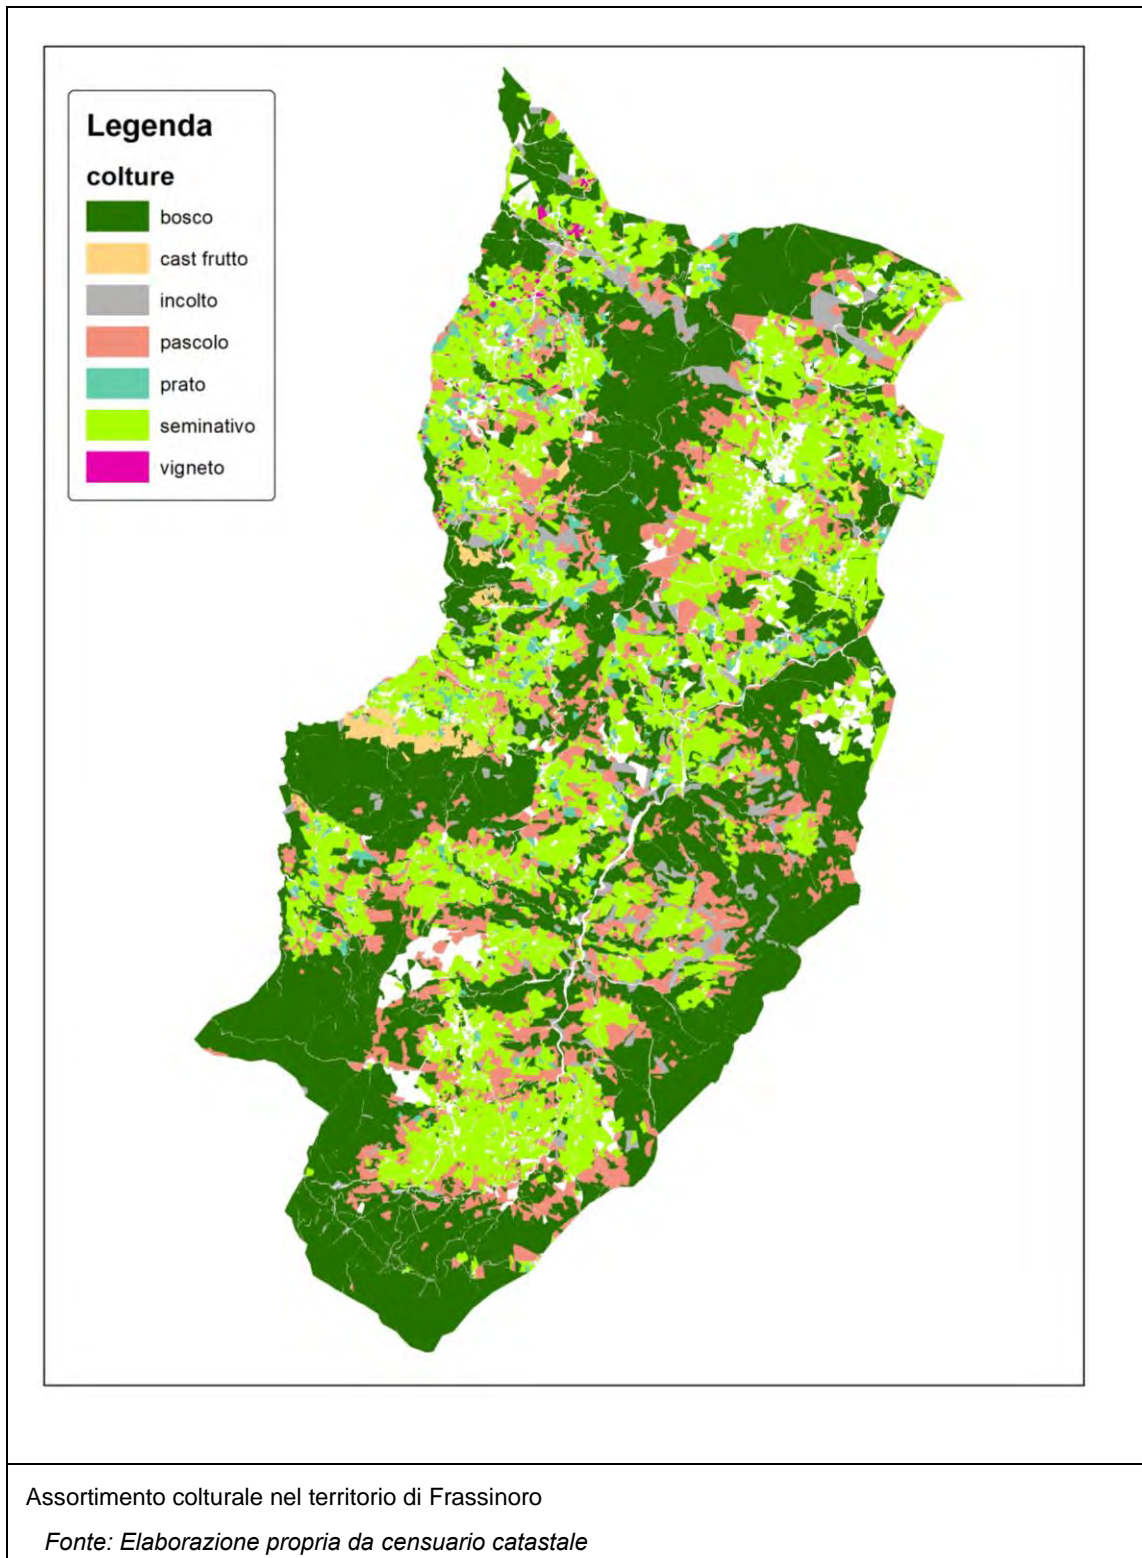 Legenda
colture
bosco
cast frutto
incolto
pascolo
prato
seminativo
vigneto
Assortimento colturale nel territorio di Frassinoro
Fonte: Elaborazione propria da censuario catastale